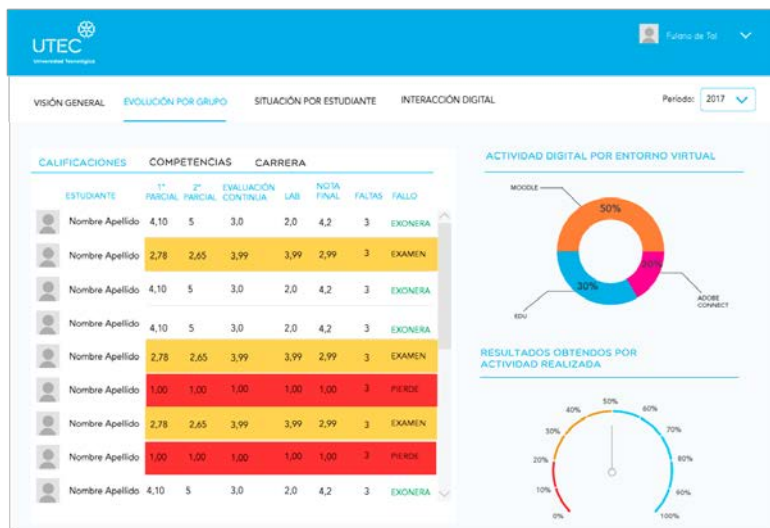 UTEC
Universidad Tecnológica
Fulano de Tal
VISIÓN GENERAL
EVOLUCIÓN POR GRUPO
SITUACIÓN POR ESTUDIANTE
INTERACCIÓN DIGITAL
Período: 2017
CALIFICACIONES COMPETENCIAS CARRERA
ESTUDIANTE 1° PARCIAL 2° PARCIAL EVALUACIÓN CONTINUA LAB NOTA FINAL FALTAS FALLO
Nombre Apellido 4,10 5 3,0 2,0 4,2 3 EXONERA
Nombre Apellido 2,78 2,65 3,99 3,99 2,99 3 EXAMEN
Nombre Apellido 4,10 5 3,0 2,0 4,2 3 EXONERA
Nombre Apellido 4,10 5 3,0 2,0 4,2 3 EXONERA
Nombre Apellido 2,78 2,65 3,99 3,99 2,99 3 EXAMEN
Nombre Apellido 1,00 1,00 1,00 1,00 1,00 3 PIERDE
Nombre Apellido 2,78 2,65 3,99 3,99 2,99 3 EXAMEN
Nombre Apellido 1,00 1,00 1,00 1,00 1,00 3 PIERDE
Nombre Apellido 4,10 5 3,0 2,0 4,2 3 EXONERA
ACTIVIDAD DIGITAL POR ENTORNO VIRTUAL
MOODLE
50%
20%
30%
ADOBE
CONNECT
EDU
RESULTADOS OBTENDOS POR
ACTIVIDAD REALIZADA
0%
10%
20%
30%
40%
50%
60%
70%
80%
90%
100%